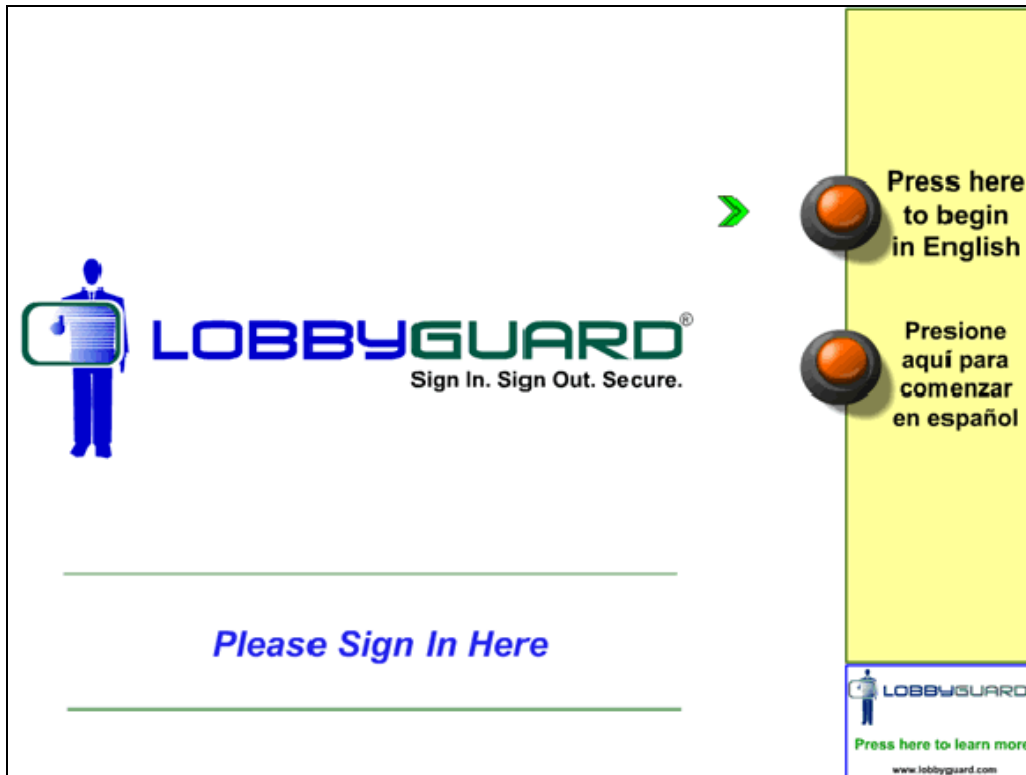 LOBBYGUARD®
Sign In. Sign Out. Secure.
Please Sign In Here
Press here
to begin
in English
Presione
aquí para
comenzar
en español
LOBBYGUARD
Press here to learn more
www.lobbyguard.com